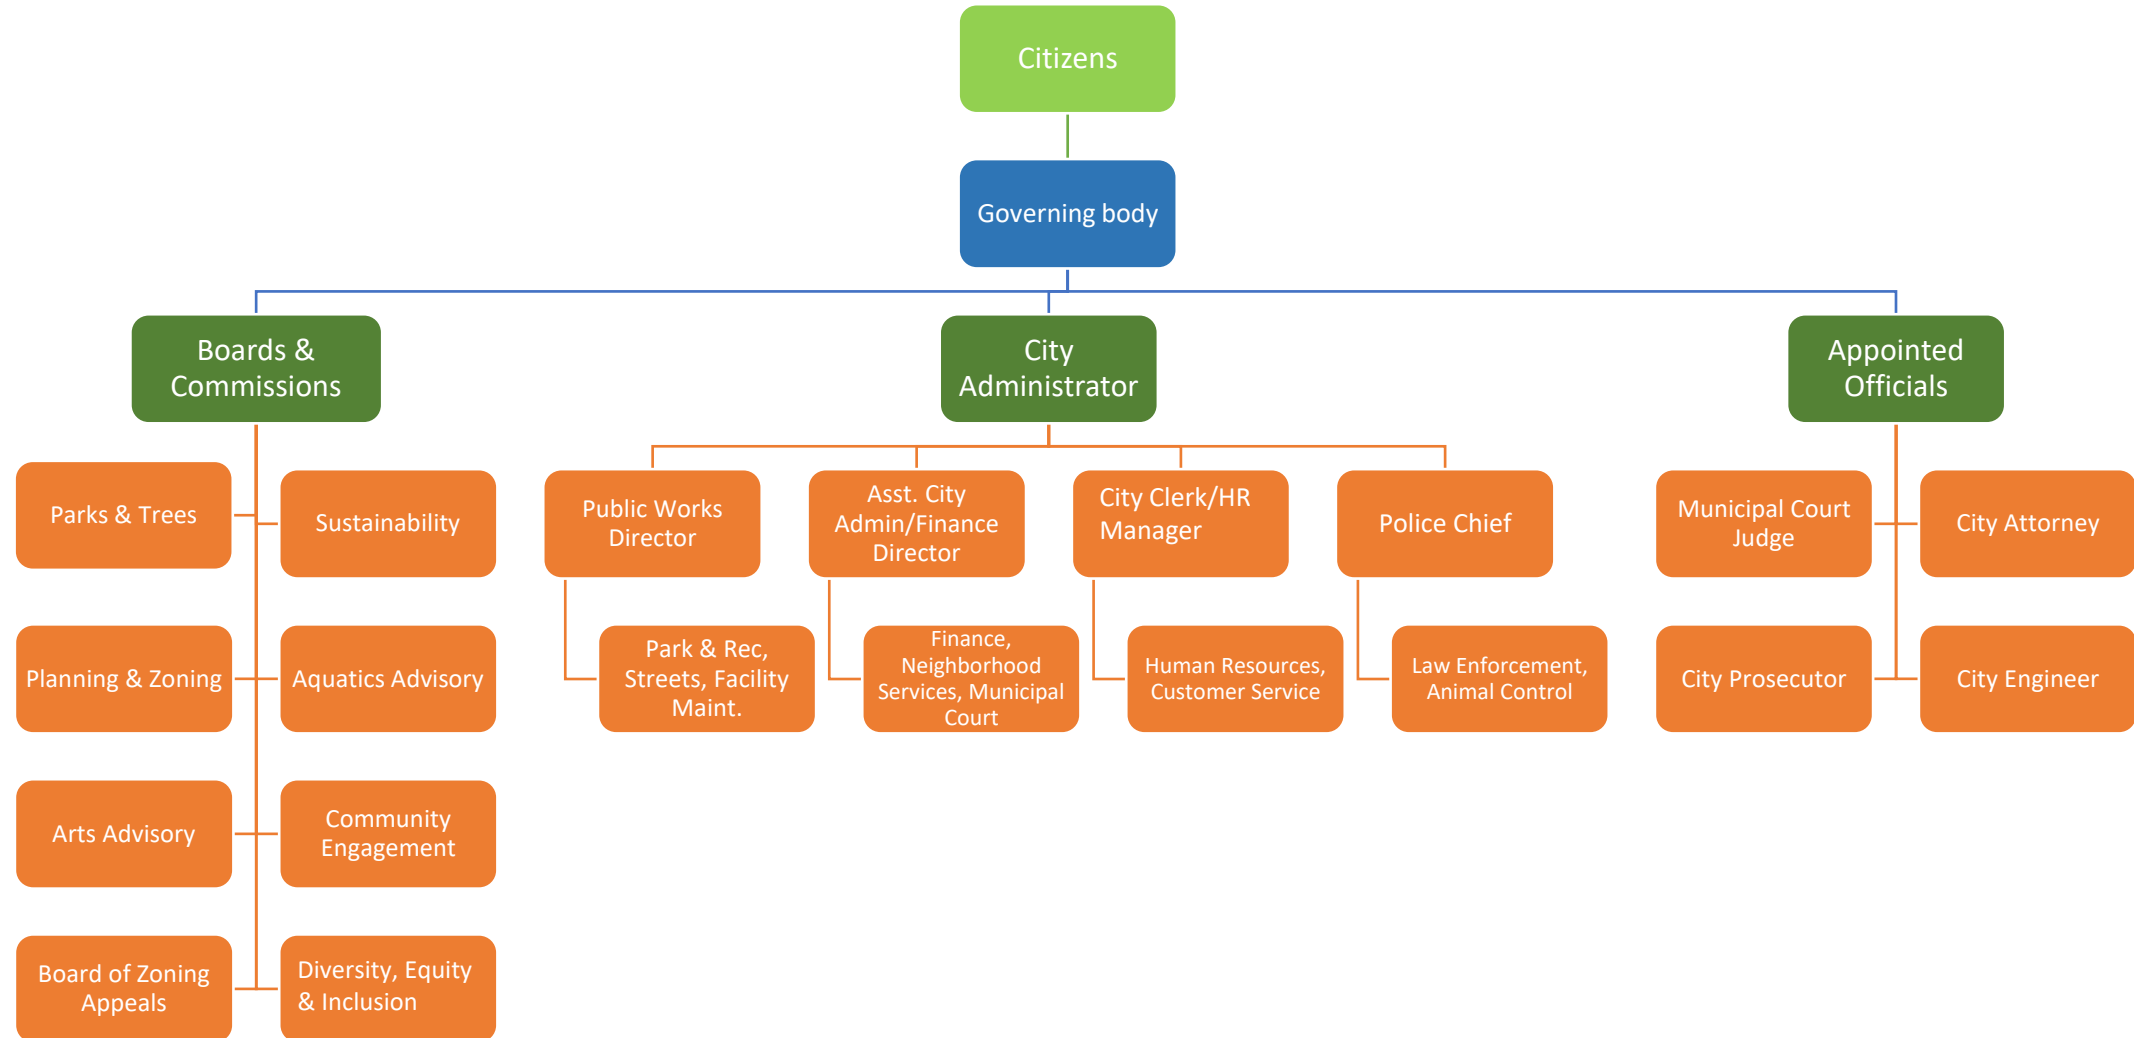 Citizens
Governing body
Boards &
Commissions
City
Administrator
Appointed
Officials
Parks & Trees
Sustainability
Planning & Zoning
Aquatics Advisory
Arts Advisory
Community
Engagement
Board of Zoning
Appeals
Diversity, Equity
& Inclusion
Public Works
Director
Park & Rec,
Streets, Facility
Maint.
Asst. City
Admin/Finance
Director
Finance,
Neighborhood
Services, Municipal
Court
City Clerk/HR
Manager
Human Resources,
Customer Service
Police Chief
Law Enforcement,
Animal Control
Municipal Court
Judge
City Attorney
City Prosecutor
City Engineer